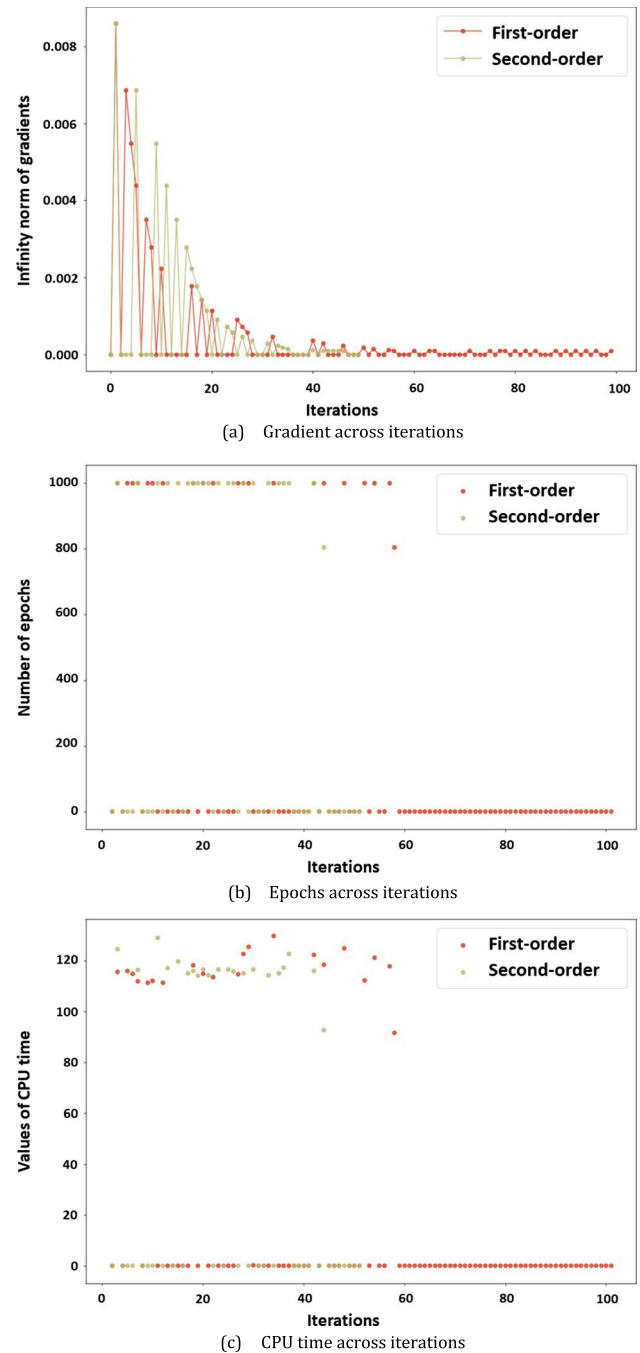 First-order
Second-order
0.008
0.006
0.004
0.002
0.000
Infinity norm of gradients
0 20 40 60 80 100
Iterations
(a) Gradient across iterations
First-order
Second-order
1000
800
600
400
200
0
Number of epochs
0 20 40 60 80 100
Iterations
(b) Epochs across iterations
First-order
Second-order
120
100
80
60
40
20
0
Values of CPU time
0 20 40 60 80 100
Iterations
(c) CPU time across iterations